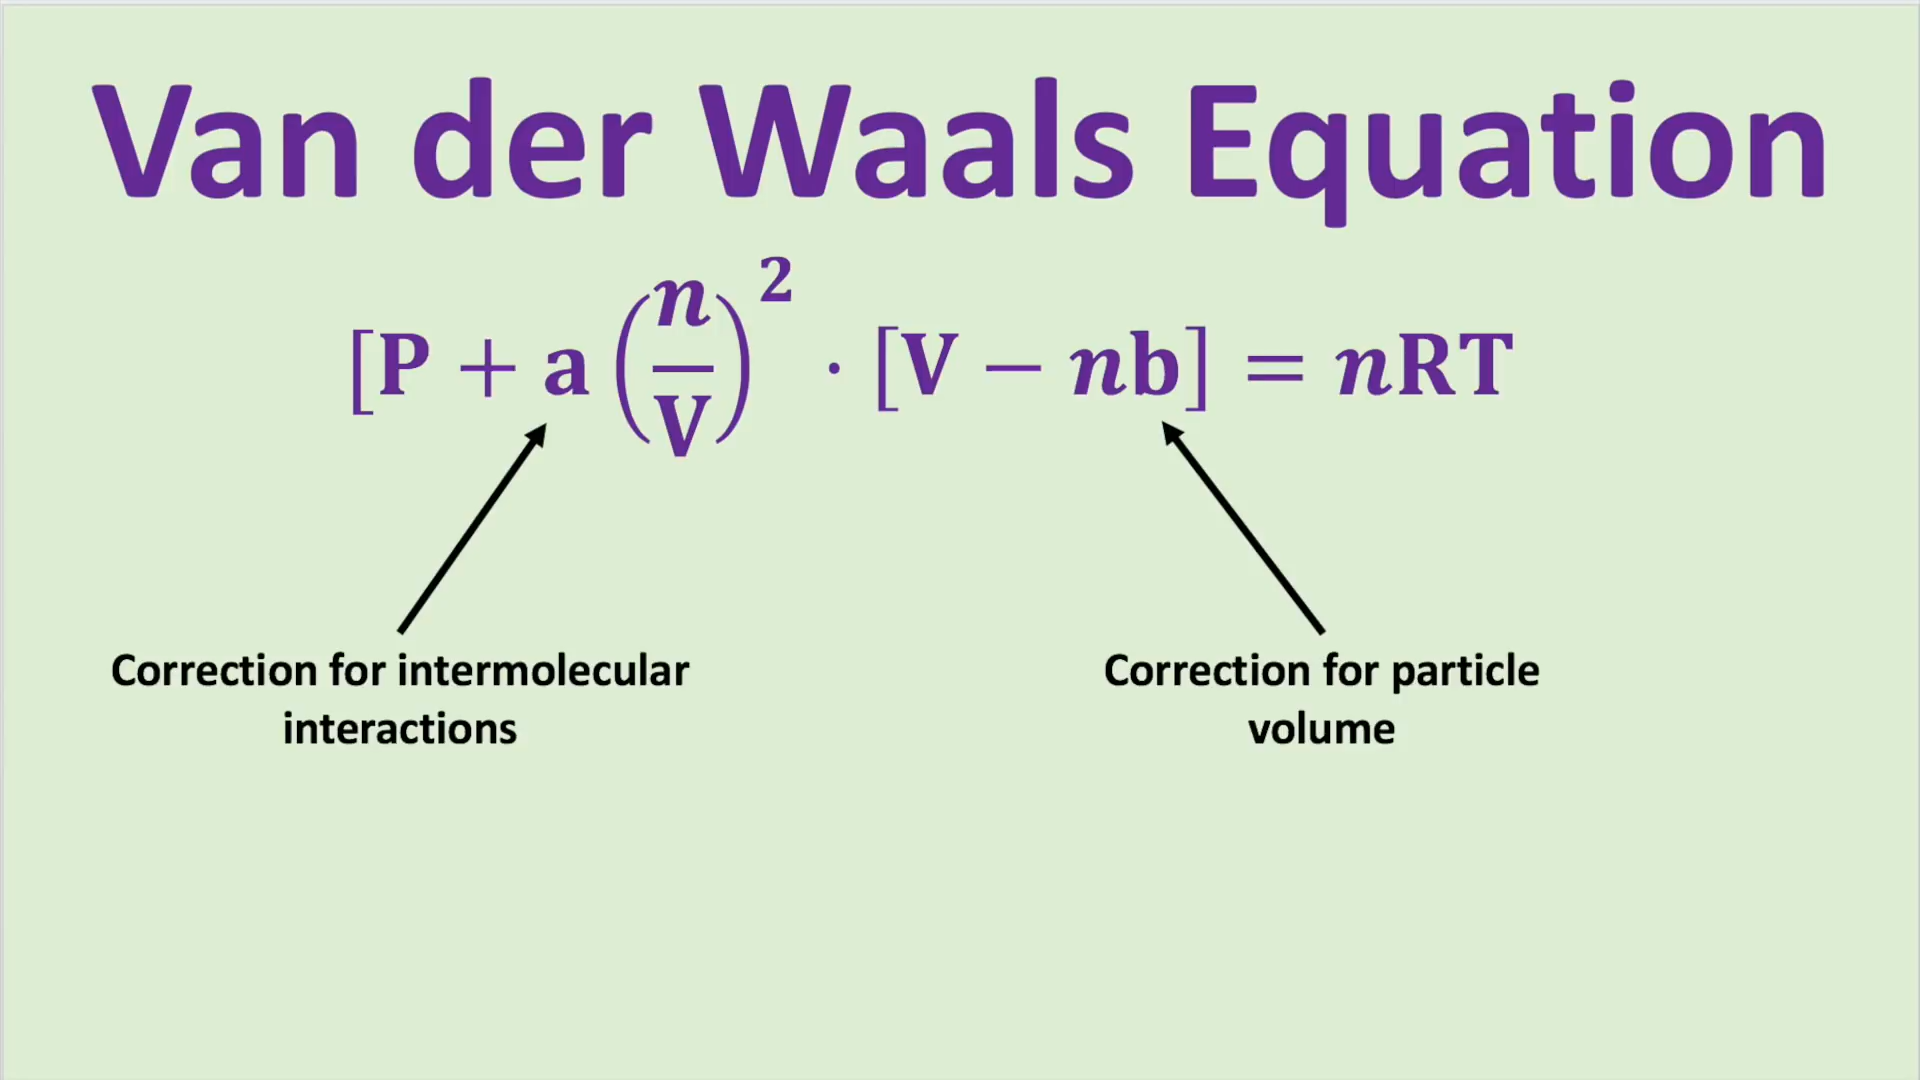 Van der Waals Equation
[P + a(n/V)² · [V − nb] = nRT
Correction for intermolecular
interactions
Correction for particle
volume